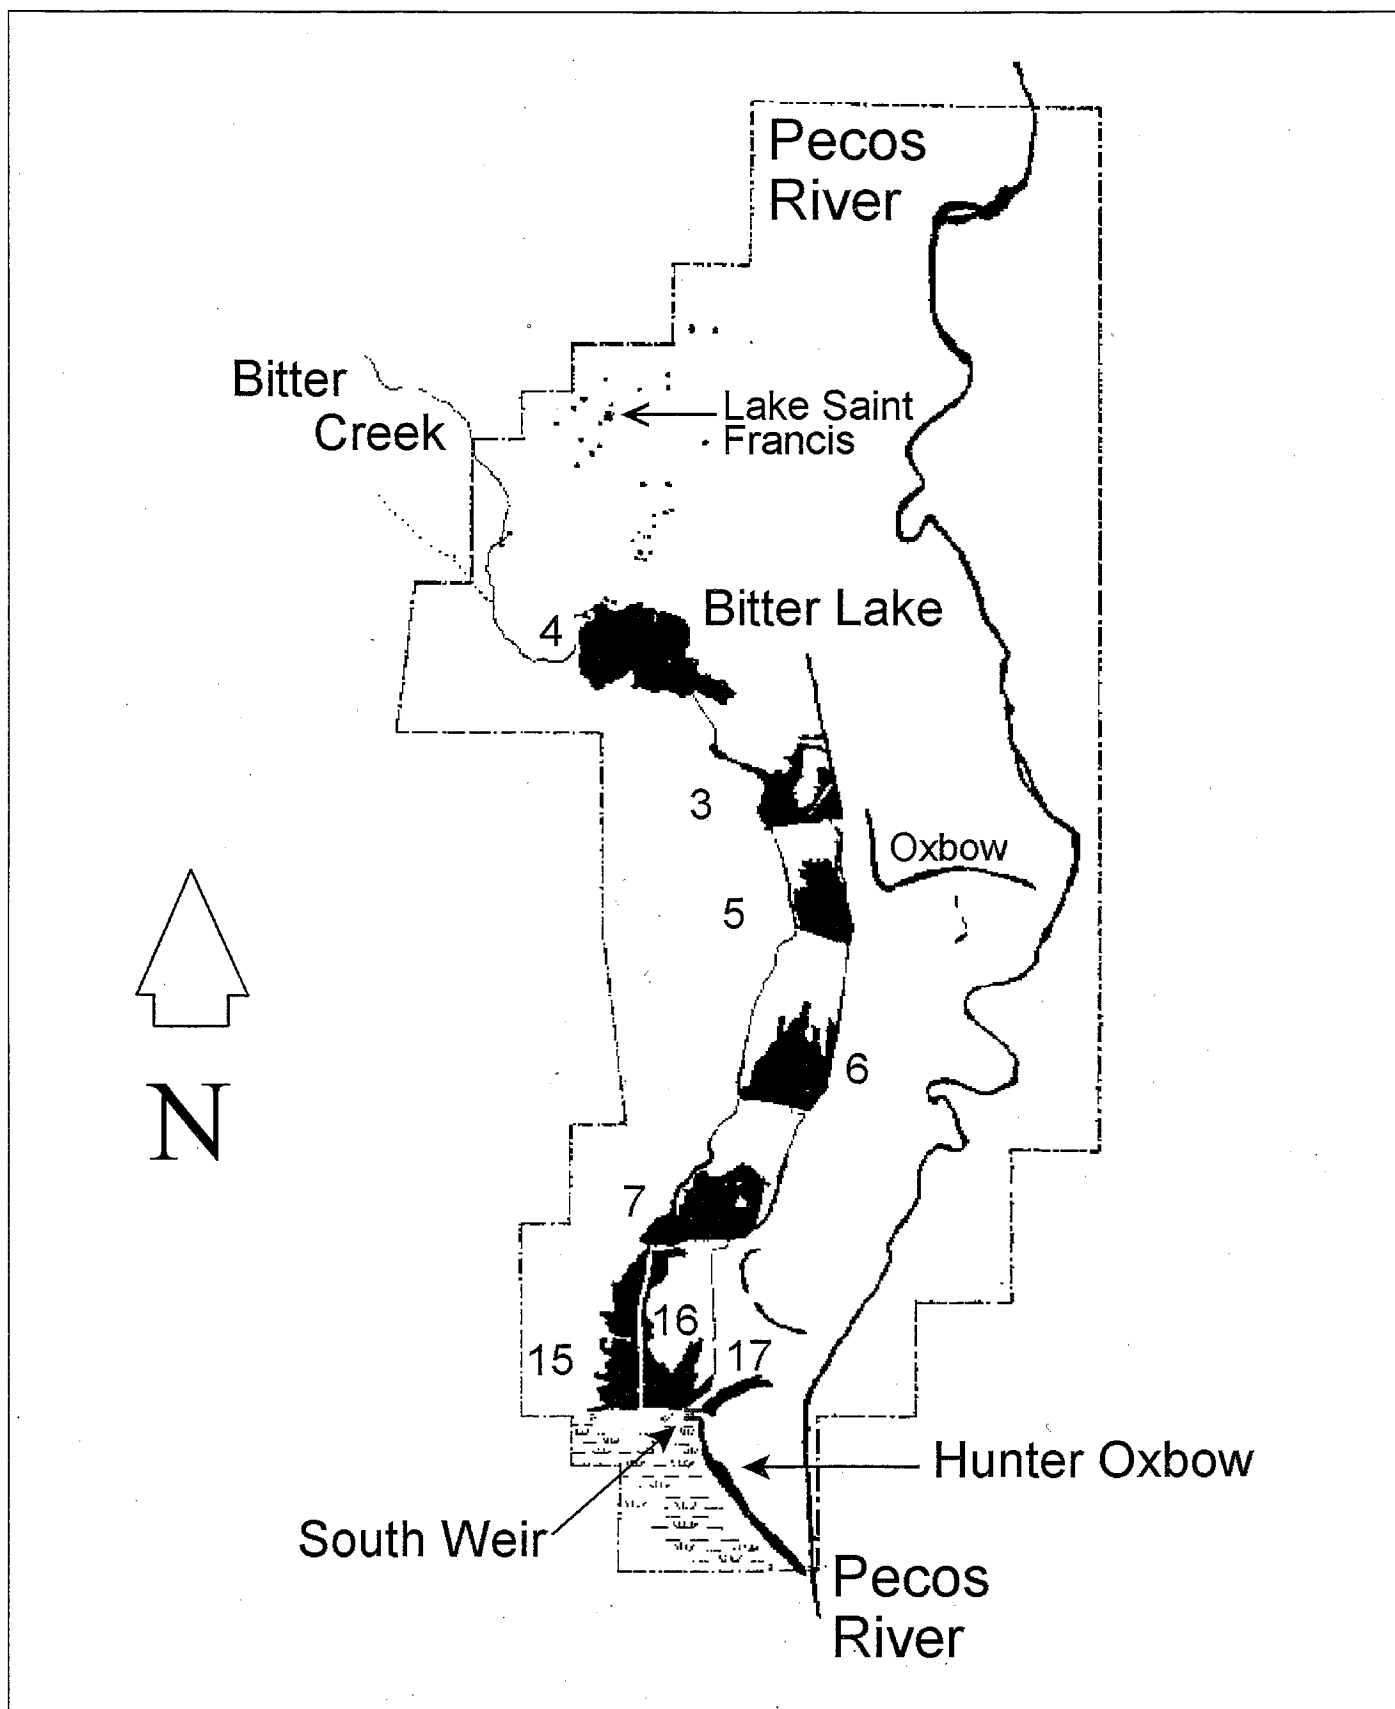 Pecos
River
Bitter
Creek
Lake Saint
Francis
Bitter Lake
4
3
Oxbow
5
6
N
7
16
15
17
Hunter Oxbow
South Weir
Pecos
River